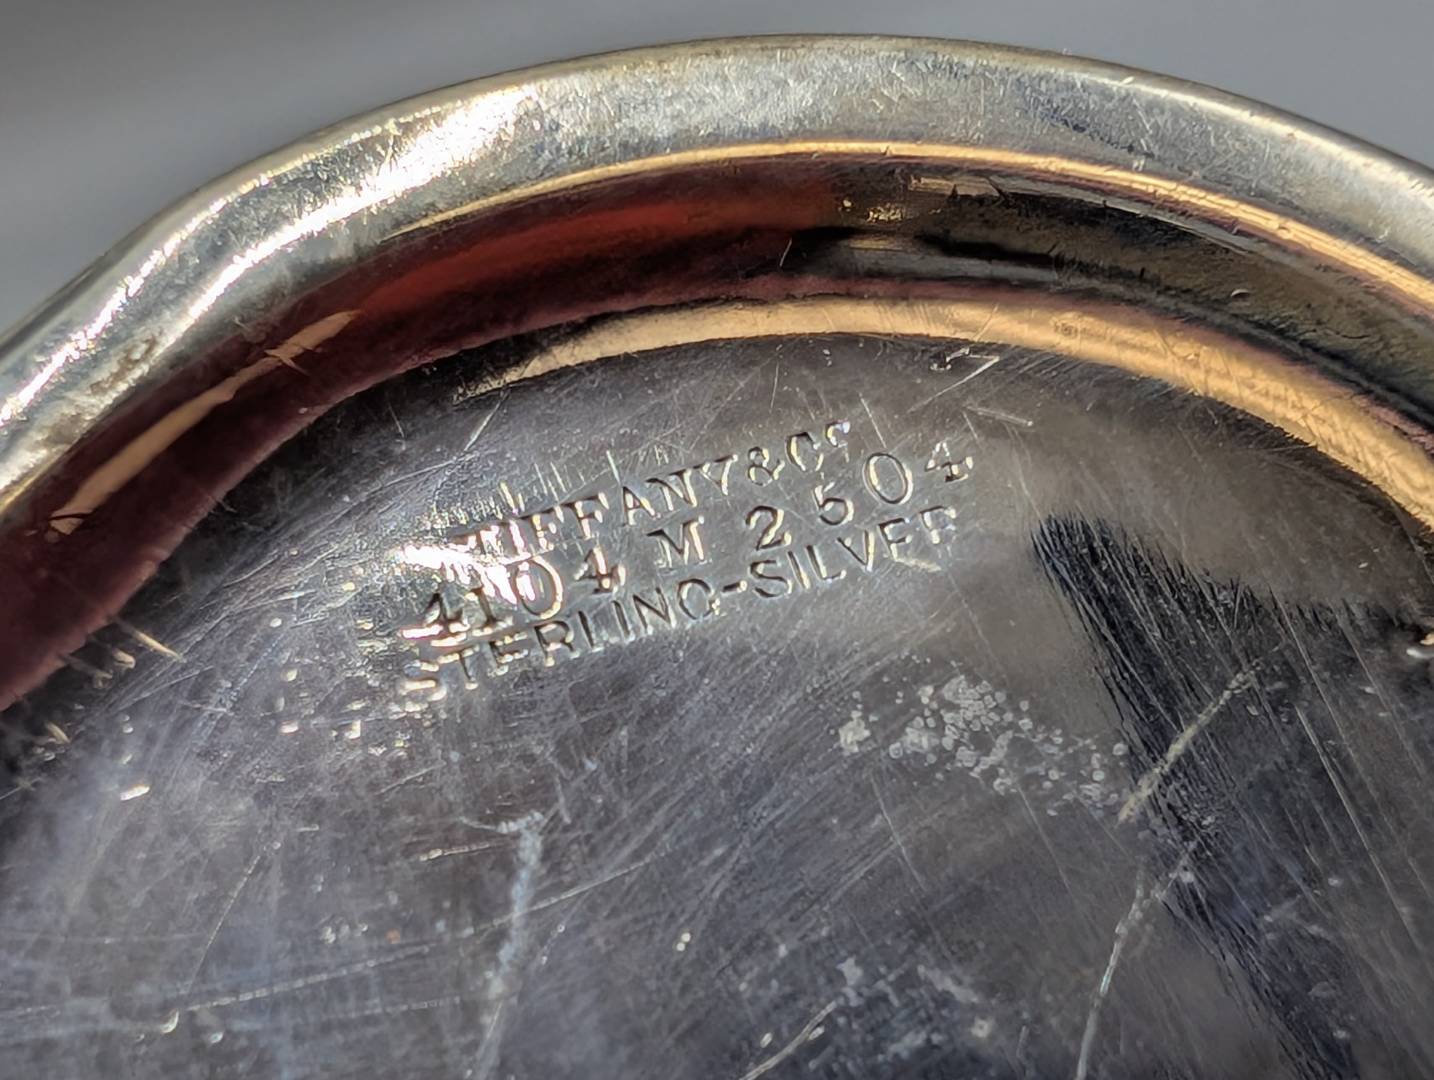 TIFFANY & Co
4104 M 2504
STERLING-SILVER